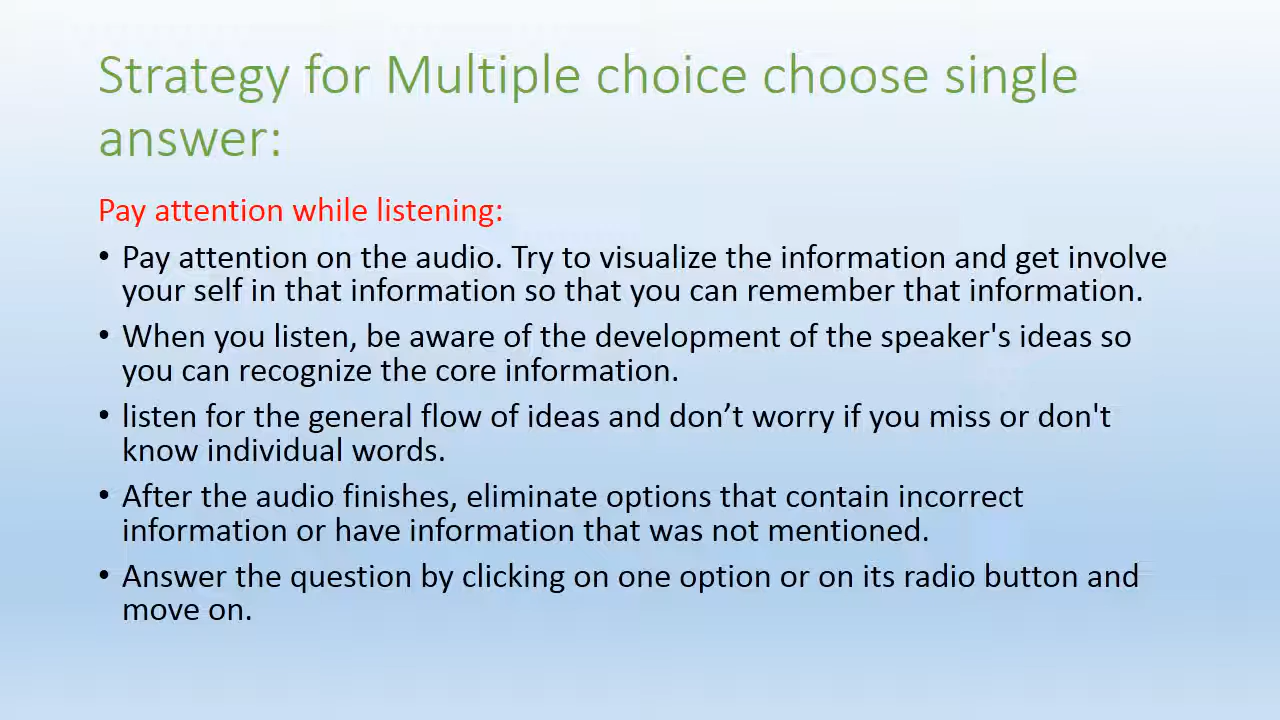 Strategy for Multiple choice choose single
answer:
Pay attention while listening:
• Pay attention on the audio. Try to visualize the information and get involve
your self in that information so that you can remember that information.
• When you listen, be aware of the development of the speaker's ideas so
you can recognize the core information.
• listen for the general flow of ideas and don’t worry if you miss or don't
know individual words.
• After the audio finishes, eliminate options that contain incorrect
information or have information that was not mentioned.
• Answer the question by clicking on one option or on its radio button and
move on.